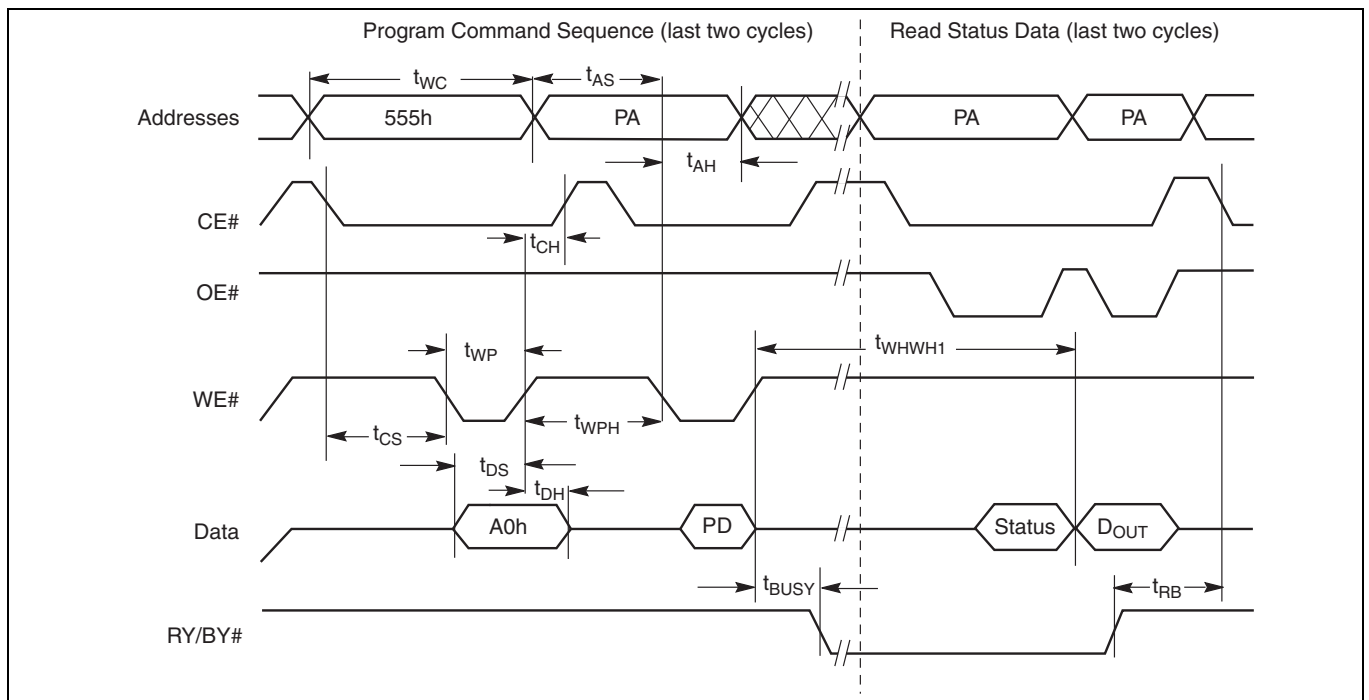 Program Command Sequence (last two cycles) Read Status Data (last two cycles)
tWC tAS
Addresses 555h PA PA PA
tAH
CE#
tCH
OE#
tWP tWHWH1
WE#
tCS tWPH
tDS
tDH
Data A0h PD Status DOUT
tBUSY tRB
RY/BY#